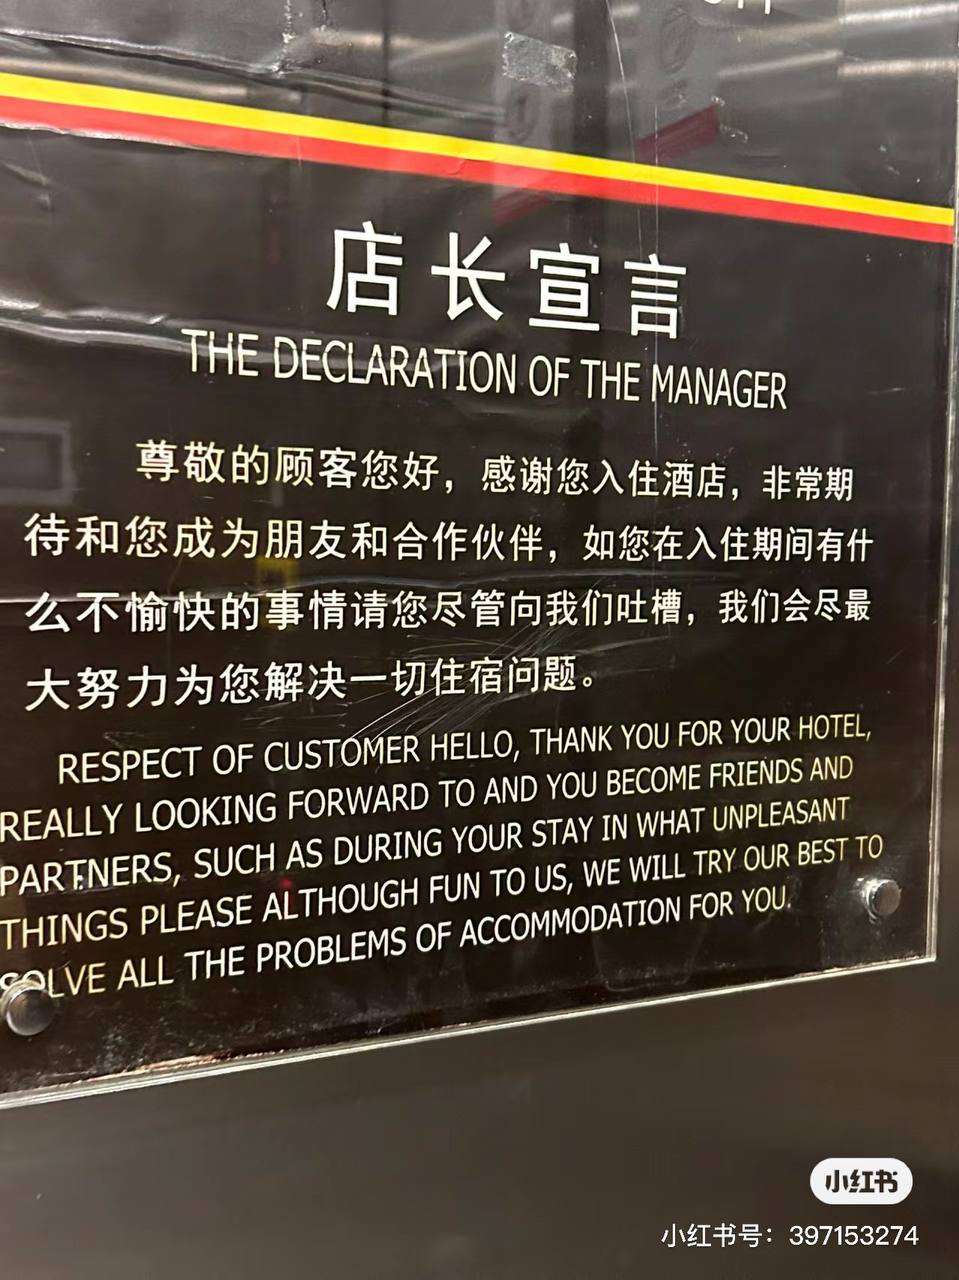 店长宣言
THE DECLARATION OF THE MANAGER
尊敬的顾客您好，感谢您入住酒店，非常期
待和您成为朋友和合作伙伴，如您在入住期间有什
么不愉快的事情请您尽管向我们吐槽，我们会尽最
大努力为您解决一切住宿问题。
RESPECT OF CUSTOMER HELLO, THANK YOU FOR YOUR HOTEL,
REALLY LOOKING FORWARD TO AND YOU BECOME FRIENDS AND
PARTNERS, SUCH AS DURING YOUR STAY IN WHAT UNPLEASANT
THINGS PLEASE ALTHOUGH FUN TO US, WE WILL TRY OUR BEST TO
SOLVE ALL THE PROBLEMS OF ACCOMMODATION FOR YOU.
小红书
小红书号：397153274